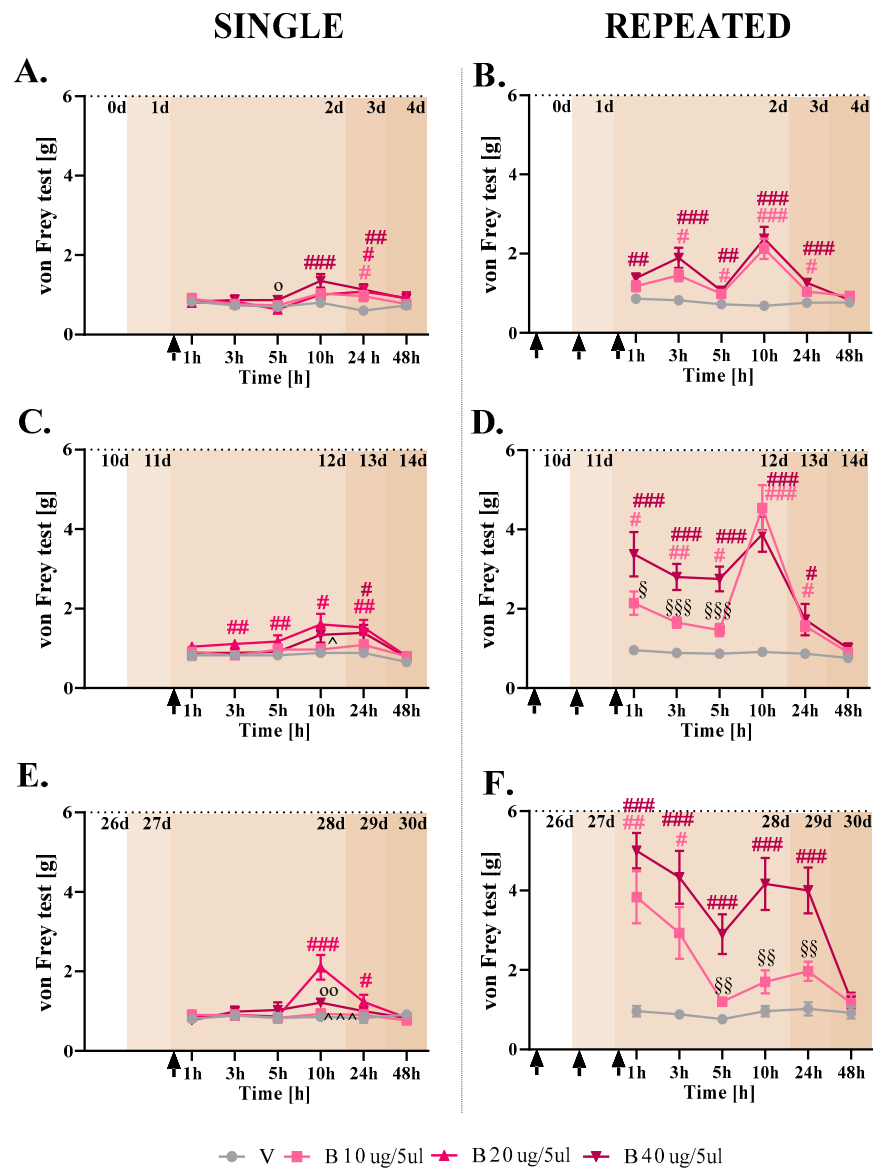 SINGLE
REPEATED
A.
6
4
2
0
von Frey test [g]
0d 1d 2d 3d 4d
##
###
#
#
o
1h 3h 5h 10h 24 h 48h
Time [h]
B.
6
4
2
0
von Frey test [g]
0d 1d 2d 3d 4d
###
### ###
# ###
## ## #
#
1h 3h 5h 10h 24h 48h
Time [h]
C.
6
4
2
0
von Frey test [g]
10d 11d 12d 13d 14d
#
## ## # ##
^
1h 3h 5h 10h 24h 48h
Time [h]
D.
6
4
2
0
von Frey test [g]
10d 11d 12d 13d 14d
###
### ###
# ### ###
## #
#
#
§ §§§ §§§
1h 3h 5h 10h 24h 48h
Time [h]
E.
6
4
2
0
von Frey test [g]
26d 27d 28d 29d 30d
###
#
oo
^^^
1h 3h 5h 10h 24h 48h
Time [h]
F.
6
4
2
0
von Frey test [g]
26d 27d 28d 29d 30d
### ###
## #
### ###
###
§§ §§ §§
1h 3h 5h 10h 24h 48h
Time [h]
V B 10 ug/5ul B 20 ug/5ul B 40 ug/5ul